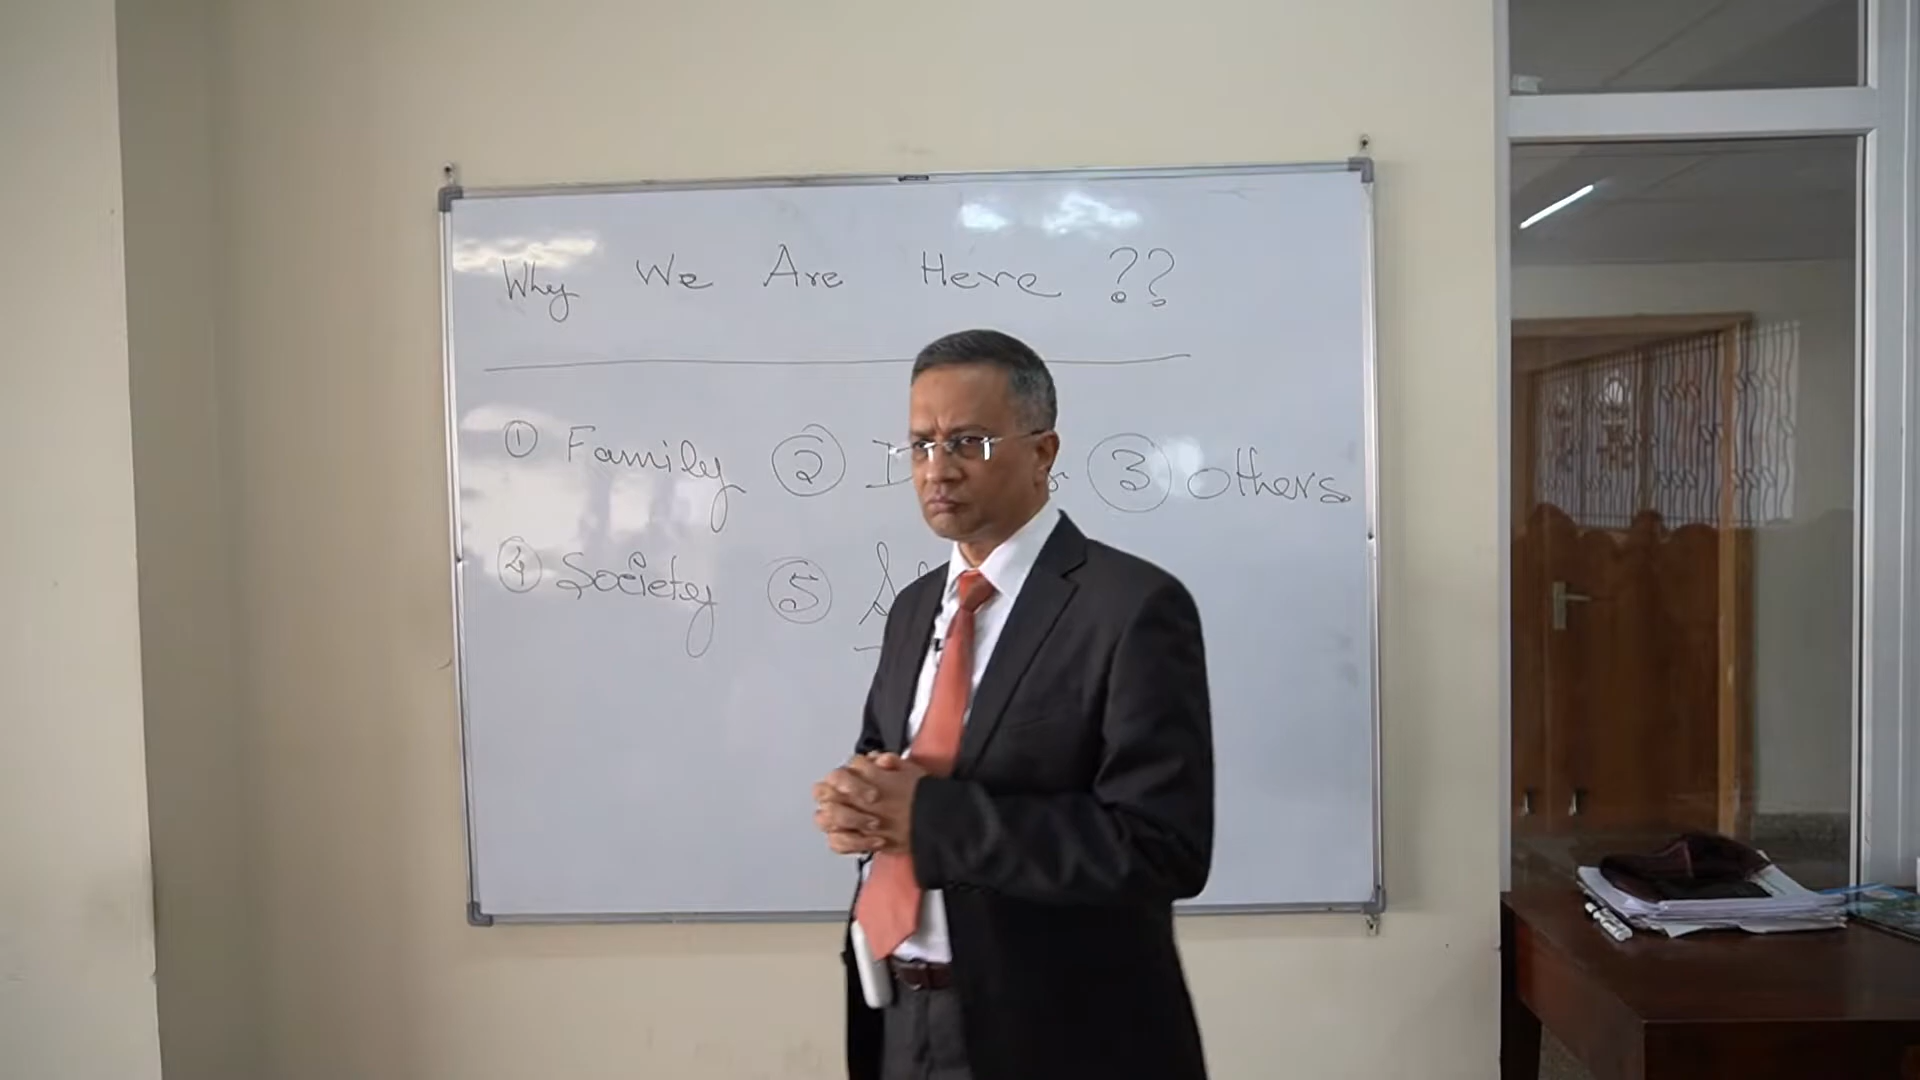 Why We Are Here ??
① Family ② ③ Others
④ Society ⑤